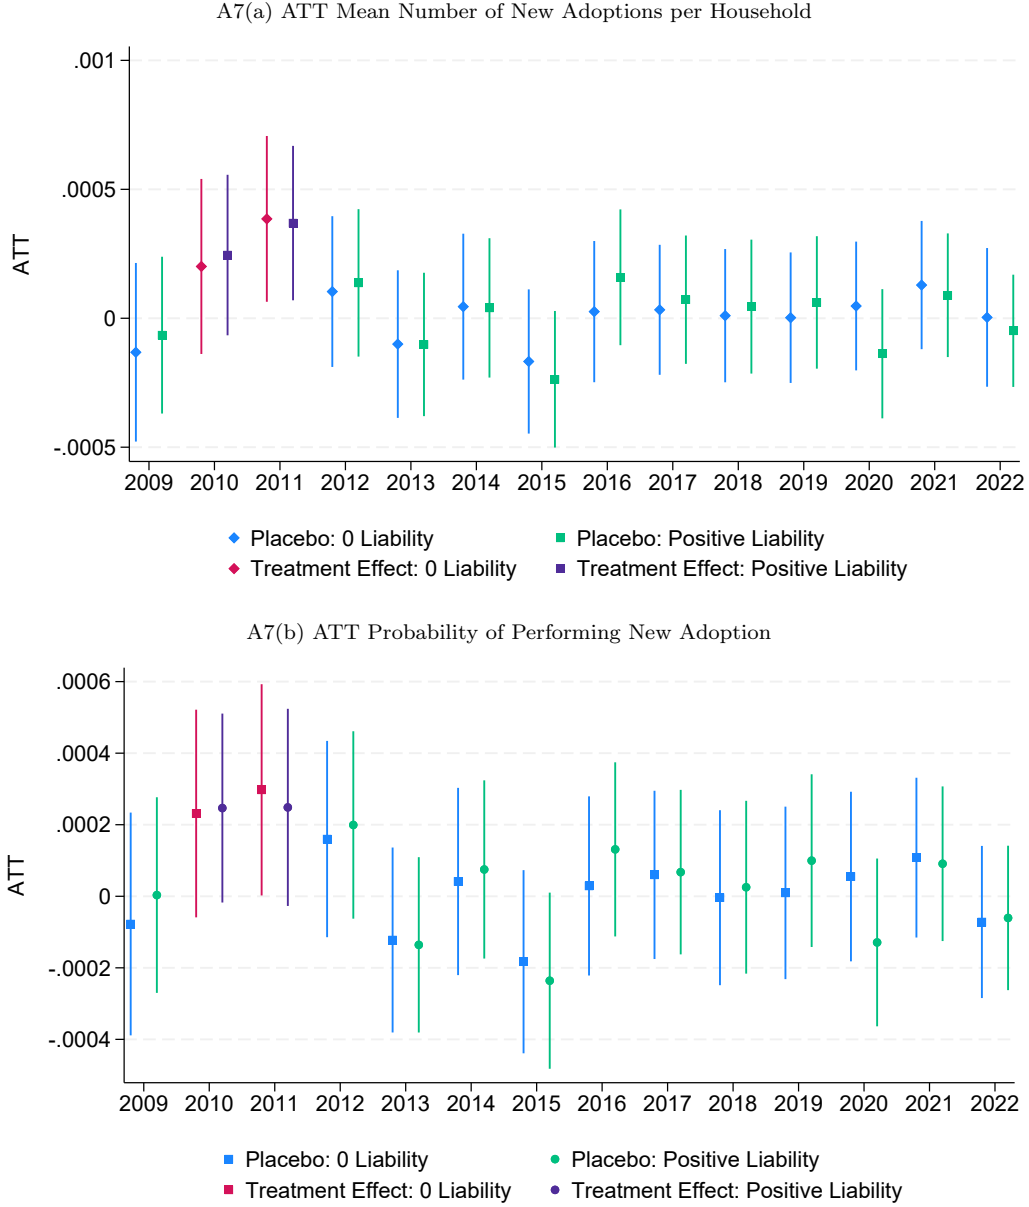 A7(a) ATT Mean Number of New Adoptions per Household
.001
.0005
0
-.0005
ATT
2009 2010 2011 2012 2013 2014 2015 2016 2017 2018 2019 2020 2021 2022
Placebo: 0 Liability Placebo: Positive Liability
Treatment Effect: 0 Liability Treatment Effect: Positive Liability
A7(b) ATT Probability of Performing New Adoption
.0006
.0004
.0002
0
-.0002
-.0004
ATT
2009 2010 2011 2012 2013 2014 2015 2016 2017 2018 2019 2020 2021 2022
Placebo: 0 Liability Placebo: Positive Liability
Treatment Effect: 0 Liability Treatment Effect: Positive Liability